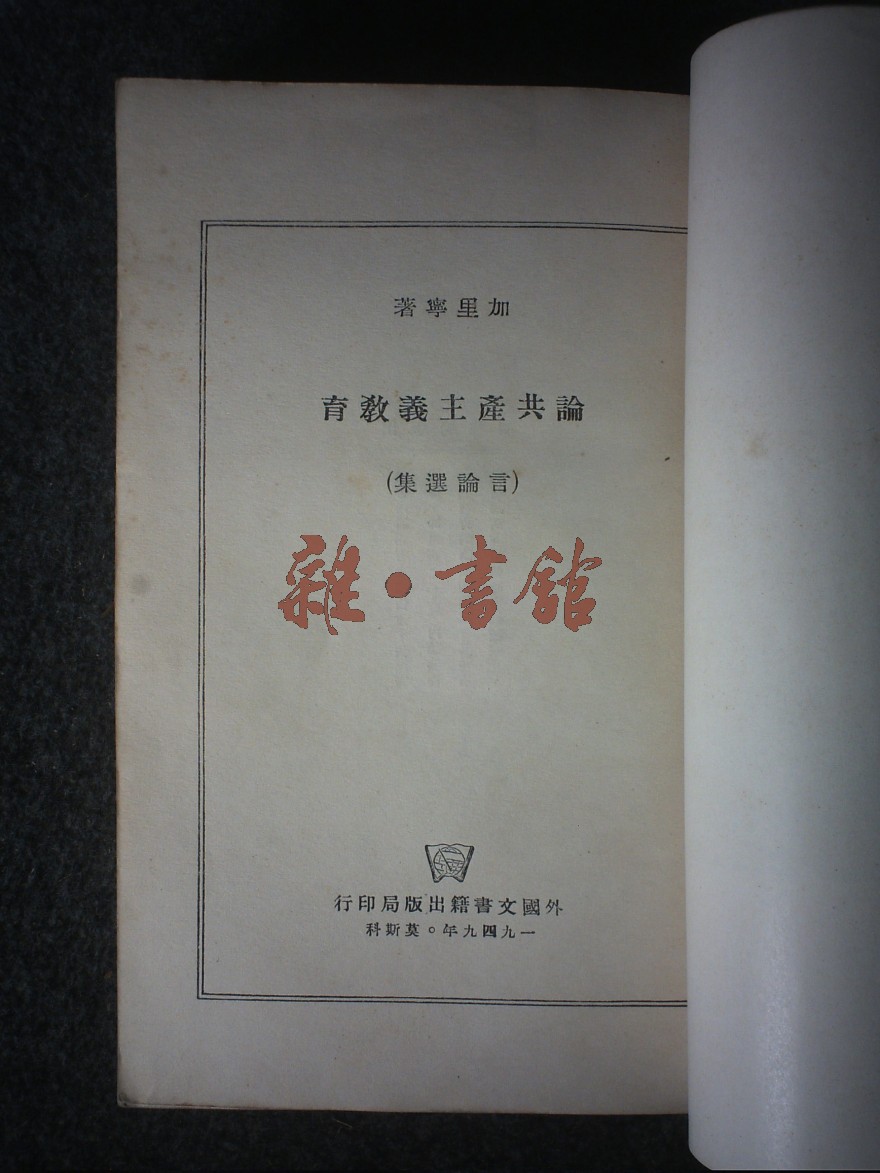 加里寧著
論共產主義教育
(言論選集)
雜·書館
外國文書籍出版局印行
一九四九年。莫斯科